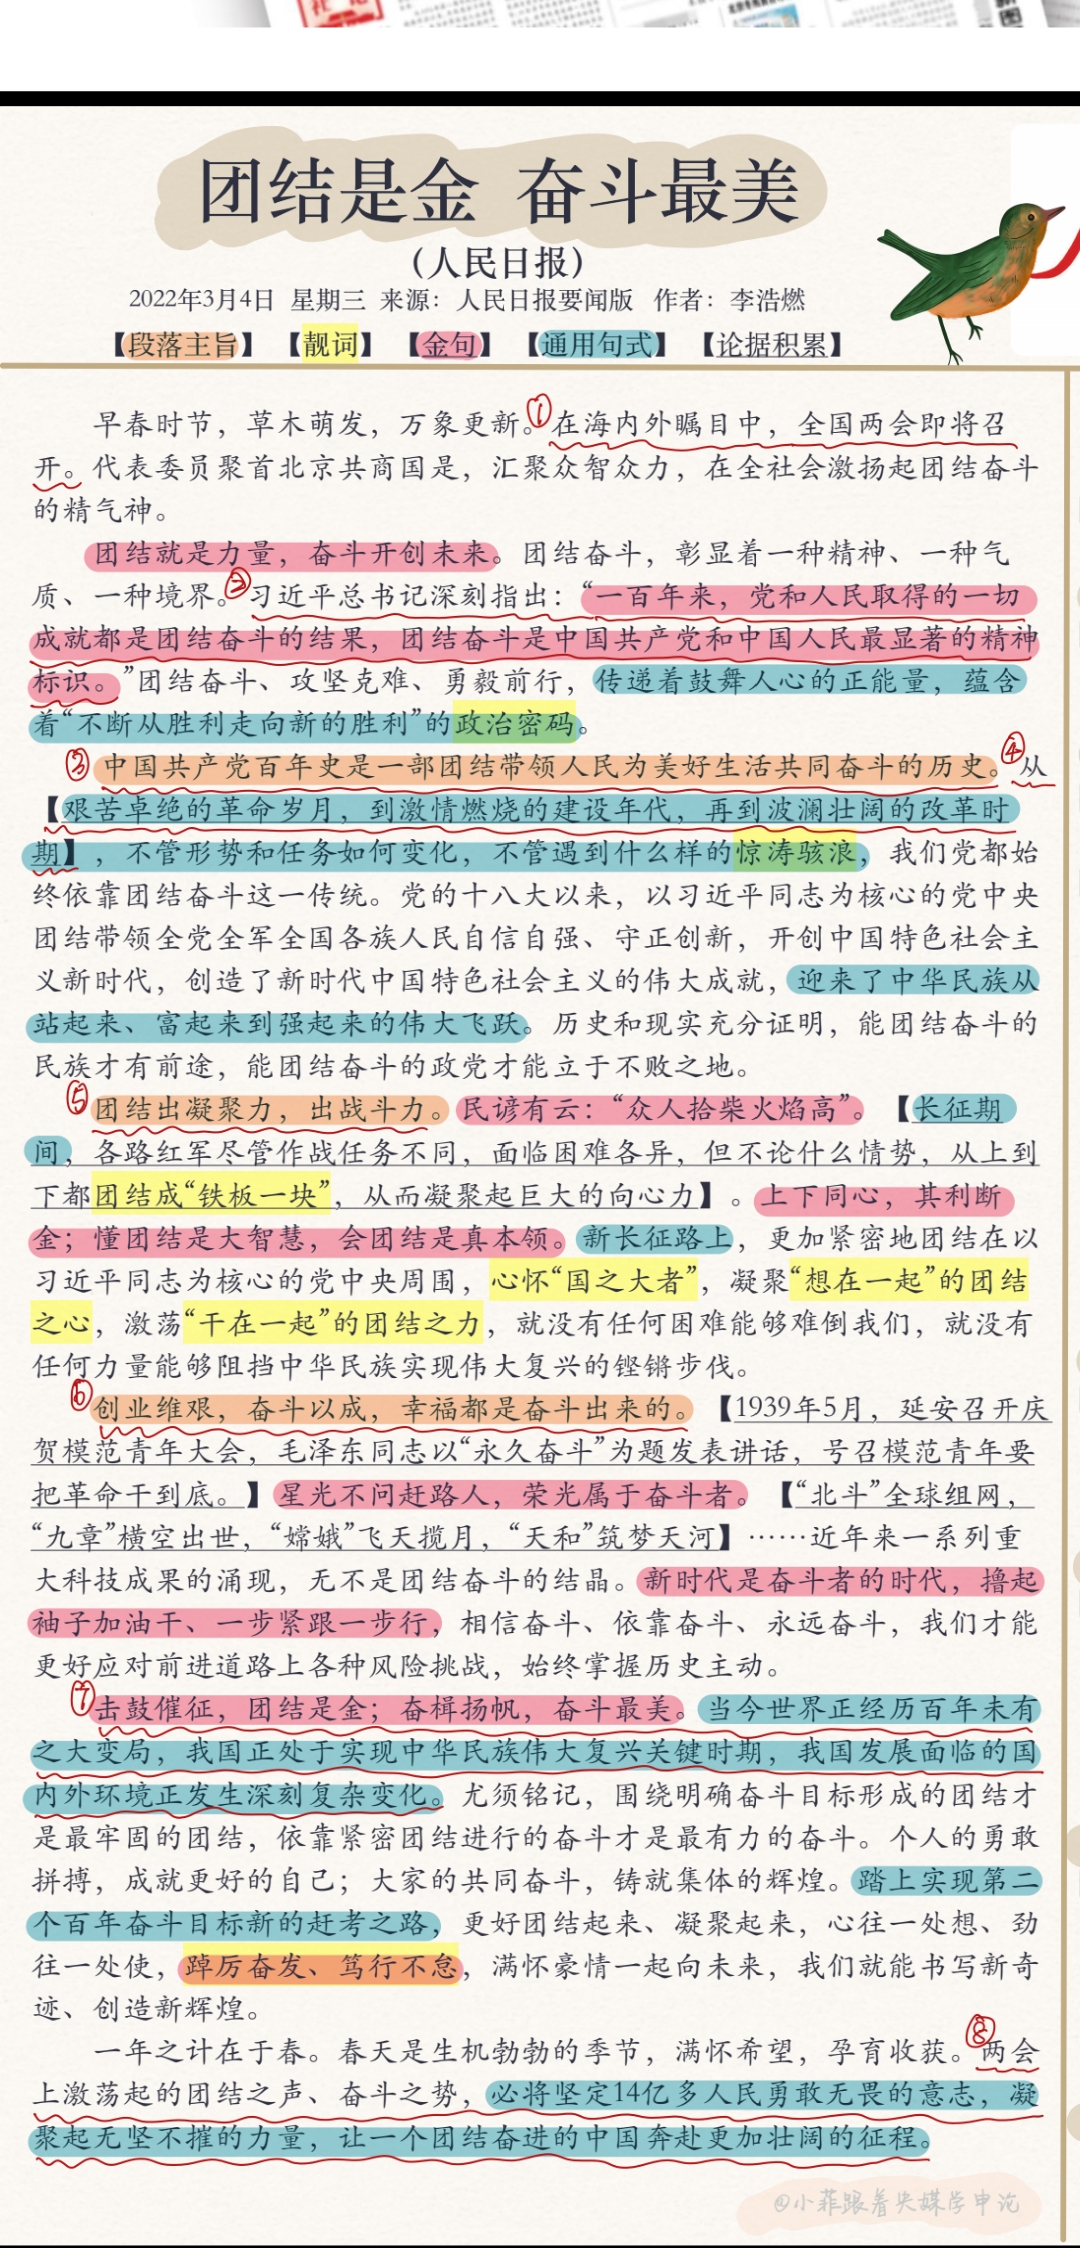 团结是金 奋斗最美
（人民日报）
2022年3月4日 星期三 来源：人民日报要闻版 作者：李浩燃
【段落主旨】 【靓词】 【金句】 【通用句式】 【论据积累】
早春时节，草木萌发，万象更新。①在海内外瞩目中，全国两会即将召
开。代表委员聚首北京共商国是，汇聚众智众力，在全社会激扬起团结奋斗
的精气神。
团结就是力量，奋斗开创未来。团结奋斗，彰显着一种精神、一种气
质、一种境界。②习近平总书记深刻指出：“一百年来，党和人民取得的一切
成就都是团结奋斗的结果，团结奋斗是中国共产党和中国人民最显著的精神
标识。”团结奋斗、攻坚克难、勇毅前行，传递着鼓舞人心的正能量，蕴含
着“不断从胜利走向新的胜利”的政治密码。
③中国共产党百年史是一部团结带领人民为美好生活共同奋斗的历史。④从
【艰苦卓绝的革命岁月，到激情燃烧的建设年代，再到波澜壮阔的改革时
期】，不管形势和任务如何变化，不管遇到什么样的惊涛骇浪，我们党都始
终依靠团结奋斗这一传统。党的十八大以来，以习近平同志为核心的党中央
团结带领全党全军全国各族人民自信自强、守正创新，开创中国特色社会主
义新时代，创造了新时代中国特色社会主义的伟大成就，迎来了中华民族从
站起来、富起来到强起来的伟大飞跃。历史和现实充分证明，能团结奋斗的
民族才有前途，能团结奋斗的政党才能立于不败之地。
⑤团结出凝聚力，出战斗力。民谚有云：“众人拾柴火焰高”。【长征期
间，各路红军尽管作战任务不同，面临困难各异，但不论什么情势，从上到
下都团结成“铁板一块”，从而凝聚起巨大的向心力】。上下同心，其利断
金；懂团结是大智慧，会团结是真本领。新长征路上，更加紧密地团结在以
习近平同志为核心的党中央周围，心怀“国之大者”，凝聚“想在一起”的团结
之心，激荡“干在一起”的团结之力，就没有任何困难能够难倒我们，就没有
任何力量能够阻挡中华民族实现伟大复兴的铿锵步伐。
⑥创业维艰，奋斗以成，幸福都是奋斗出来的。【1939年5月，延安召开庆
贺模范青年大会，毛泽东同志以“永久奋斗”为题发表讲话，号召模范青年要
把革命干到底。】星光不问赶路人，荣光属于奋斗者。【“北斗”全球组网，
“九章”横空出世，“嫦娥”飞天揽月，“天和”筑梦天河】……近年来一系列重
大科技成果的涌现，无不是团结奋斗的结晶。新时代是奋斗者的时代，撸起
袖子加油干、一步紧跟一步行，相信奋斗、依靠奋斗、永远奋斗，我们才能
更好应对前进道路上各种风险挑战，始终掌握历史主动。
⑦击鼓催征，团结是金；奋楫扬帆，奋斗最美。当今世界正经历百年未有
之大变局，我国正处于实现中华民族伟大复兴关键时期，我国发展面临的国
内外环境正发生深刻复杂变化。尤须铭记，围绕明确奋斗目标形成的团结才
是最牢固的团结，依靠紧密团结进行的奋斗才是最有力的奋斗。个人的勇敢
拼搏，成就更好的自己；大家的共同奋斗，铸就集体的辉煌。踏上实现第二
个百年奋斗目标新的赶考之路，更好团结起来、凝聚起来，心往一处想、劲
往一处使，踔厉奋发、笃行不怠，满怀豪情一起向未来，我们就能书写新奇
迹、创造新辉煌。
一年之计在于春。春天是生机勃勃的季节，满怀希望，孕育收获。⑧两会
上激荡起的团结之声、奋斗之势，必将坚定14亿多人民勇敢无畏的意志，凝
聚起无坚不摧的力量，让一个团结奋进的中国奔赴更加壮阔的征程。
@小菲跟着央媒学申论